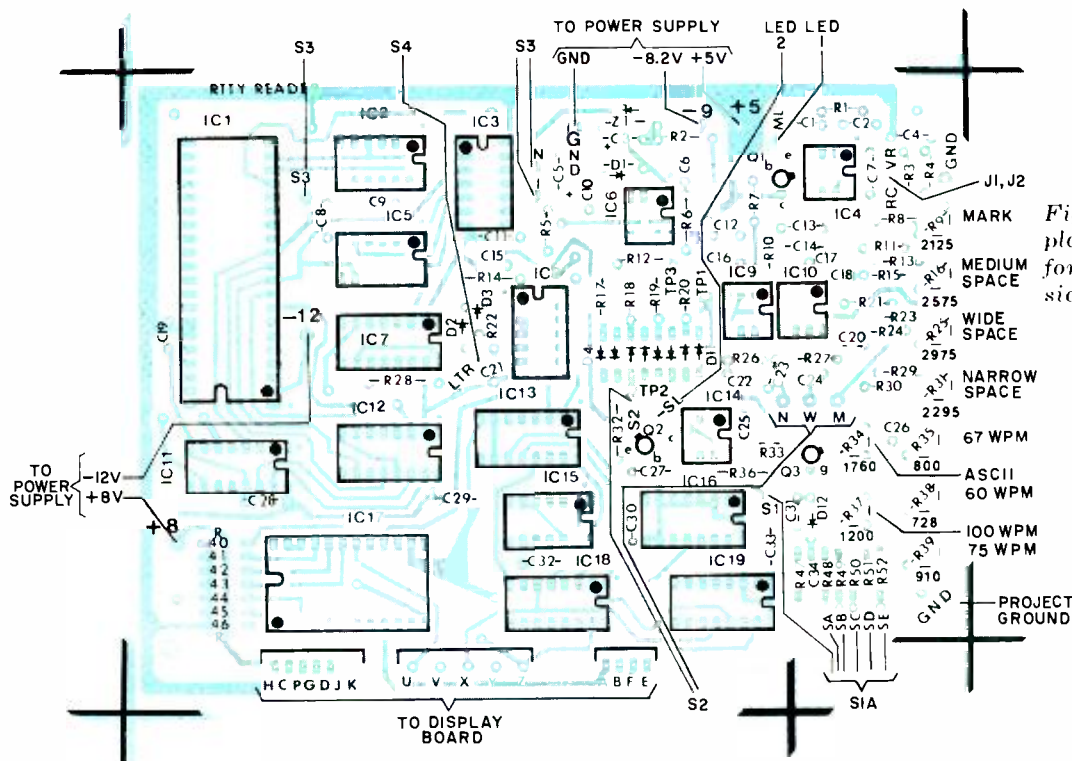 TO POWER SUPPLY
LED LED
2 1
S3 S4 S3 GND -8.2V +5V
RTTY READER
IC1 IC2 IC3
GND
-9 +5
ML
-Z1-
-R2-
-D1-
C6
C5
C10
N
R5
IC6
-R6-
Q1
b e c
R7
-C1-
-R1-
C2
C4
IC4
C7
R3
R4
GND
RC VR
J1, J2
S3
C8
C9
IC5
-C11-
C15
-R14-
-R12-
C12
C16
R10
-C13-
-C14-
C17
C18
-R8-
R11-
-R13-
-R15-
-R9-
2125
MARK
-R16-
2575
MEDIUM
SPACE
IC9 IC10
-R17-
R18
-R19-
R20
TP3
TP1
R21-
R23
R24-
-R25-
2975
WIDE
SPACE
-12
C19
IC7
D2
D3
R22
LTR
C21
-R28-
D4
D1
TP2
R26
C22
C23
-R27-
C24
-C20-
-R29-
R30
-R31-
2295
NARROW
SPACE
IC12
IC13
IC14
-SL
S2
-R32-
Q2
c
e b
C25
N W M
R33
C26
-R34-
1760
-R35-
800
67 WPM
IC11
IC15
-C27-
-R36-
Q3 g
IC16
ASCII
60 WPM
TO
POWER
SUPPLY
-12V
+8V
+8
-C28-
-C29-
IC17
-C30
S1
D12
-R37-
1200
-R38-
728
100 WPM
75 WPM
R
40
41
42
43
44
45
46
-C32-
IC18
IC19
-C33-
R4
C34
R48
R4
R50
R51
R52
-R39-
910
GND
PROJECT
GROUND
SA
SB
SC
SD
SE
H C P G D J K
U V X Y Z
A B F E
S2
S1A
TO DISPLAY
BOARD